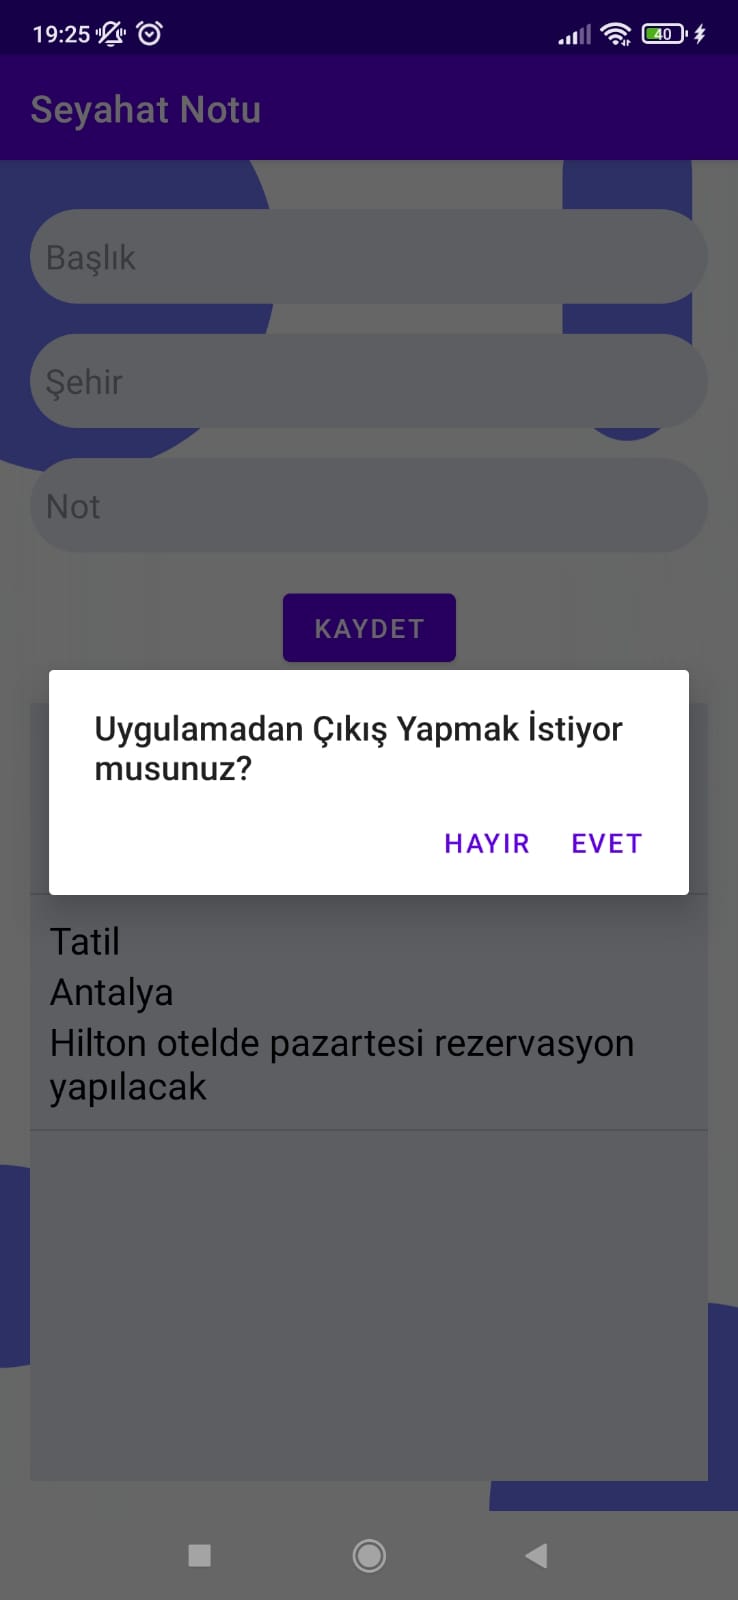 19:25
40
Seyahat Notu
Başlık
Şehir
Not
KAYDET
Uygulamadan Çıkış Yapmak İstiyor
musunuz?
HAYIR EVET
Tatil
Antalya
Hilton otelde pazartesi rezervasyon
yapılacak